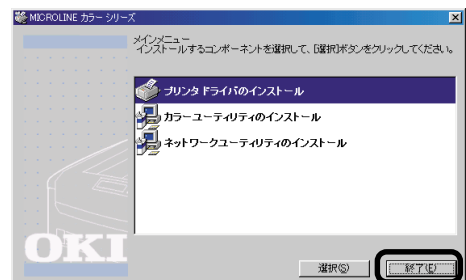 MICROLINE カラー シリーズ
メインメニュー
インストールするコンポーネントを選択して、[選択]ボタンをクリックしてください。
プリンタ ドライバのインストール
カラーユーティリティのインストール
ネットワークユーティリティのインストール
OKI
選択(S)
終了(E)